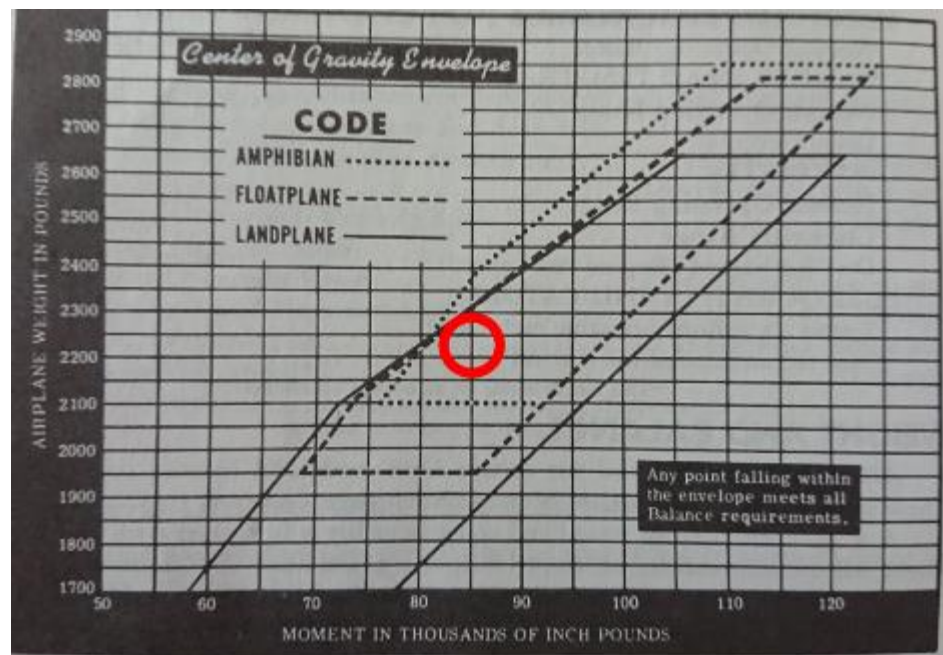 Center of Gravity Envelope
CODE
AMPHIBIAN
FLOATPLANE
LANDPLANE
AIRPLANE WEIGHT IN POUNDS
2900
2800
2700
2600
2500
2400
2300
2200
2100
2000
1900
1800
1700
Any point falling within
the envelope meets all
Balance requirements.
50 60 70 80 90 100 110 120
MOMENT IN THOUSANDS OF INCH POUNDS